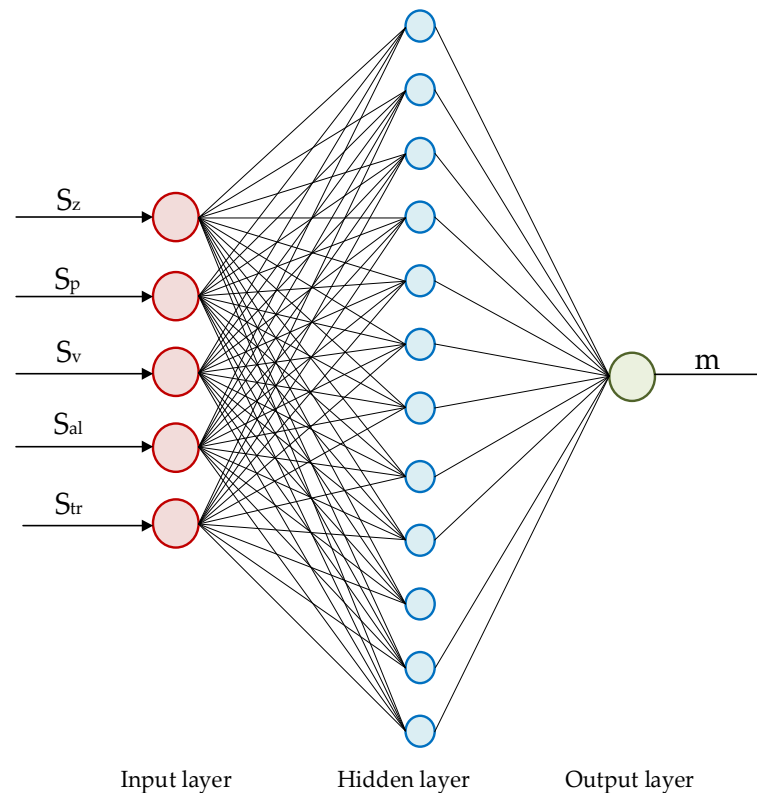 Sz
Sp
Sv
Sal
Str
m
Input layer
Hidden layer
Output layer